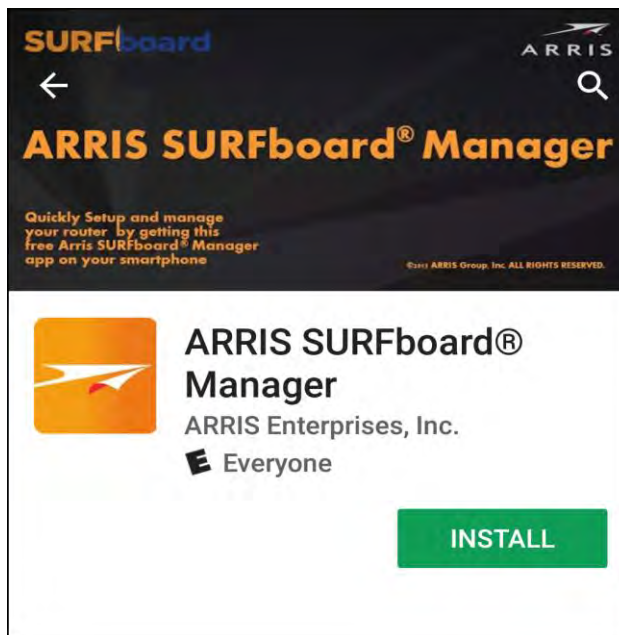 SURFboard
ARRIS
ARRIS SURFboard® Manager
Quickly Setup and manage
your router by getting this
free Arris SURFboard® Manager
app on your smartphone
ARRIS Group, Inc. ALL RIGHTS RESERVED.
ARRIS SURFboard®
Manager
ARRIS Enterprises, Inc.
E Everyone
INSTALL